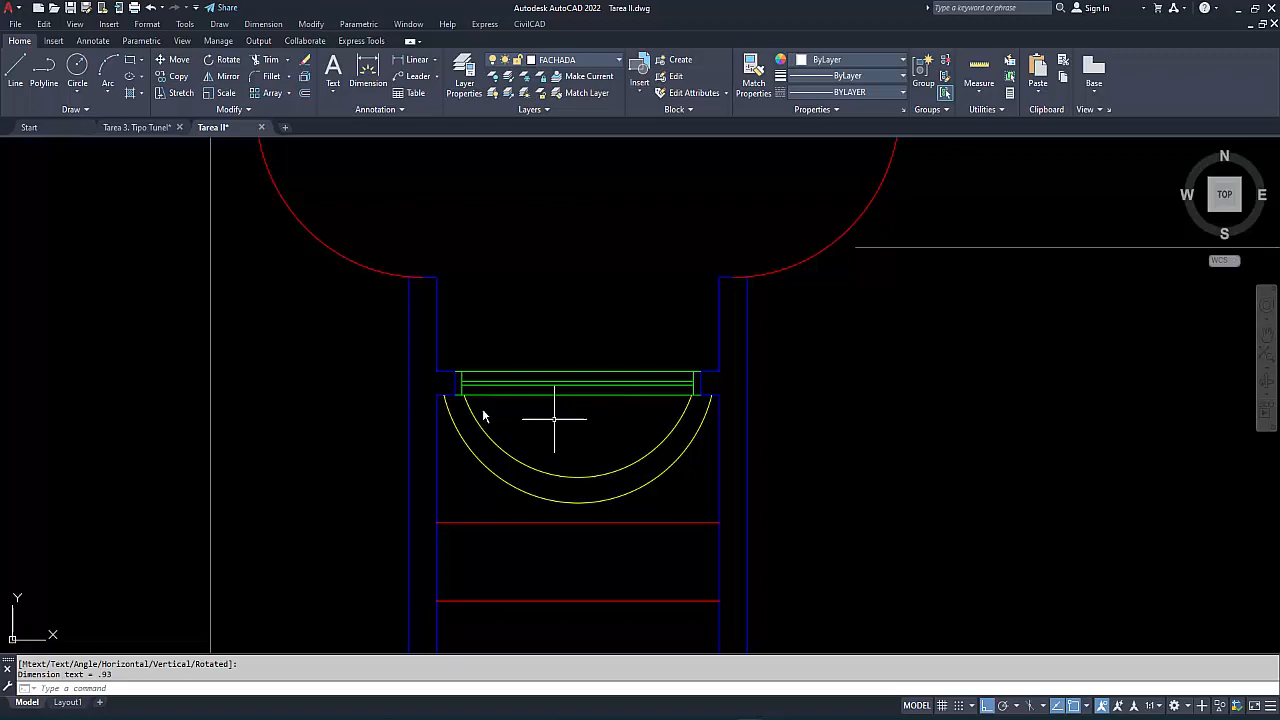 Share
Autodesk AutoCAD 2022 Tarea II.dwg
Type a keyword or phrase
Sign In
File Edit View Insert Format Tools Draw Dimension Modify Parametric Window Help Express CivilCAD
Home Insert Annotate Parametric View Manage Output Collaborate Express Tools
Line Polyline Circle Arc
Move Rotate Trim
Copy Mirror Fillet
Stretch Scale Array
Text Dimension
Linear
Leader
Table
Layer Properties
FACHADA
Make Current
Match Layer
Insert
Create
Edit
Edit Attributes
Match Properties
ByLayer
ByLayer
BYLAYER
Group
Measure
Paste
Base
Draw Modify Annotation Layers Block Properties Groups Utilities Clipboard View
Start Tarea 3. Tipo Tunel* Tarea II*
N
W TOP E
S
WCS
Y
X
[Mtext/Text/Angle/Horizontal/Vertical/Rotated]:
Dimension text = .93
Type a command
Model Layout1
MODEL
1:1